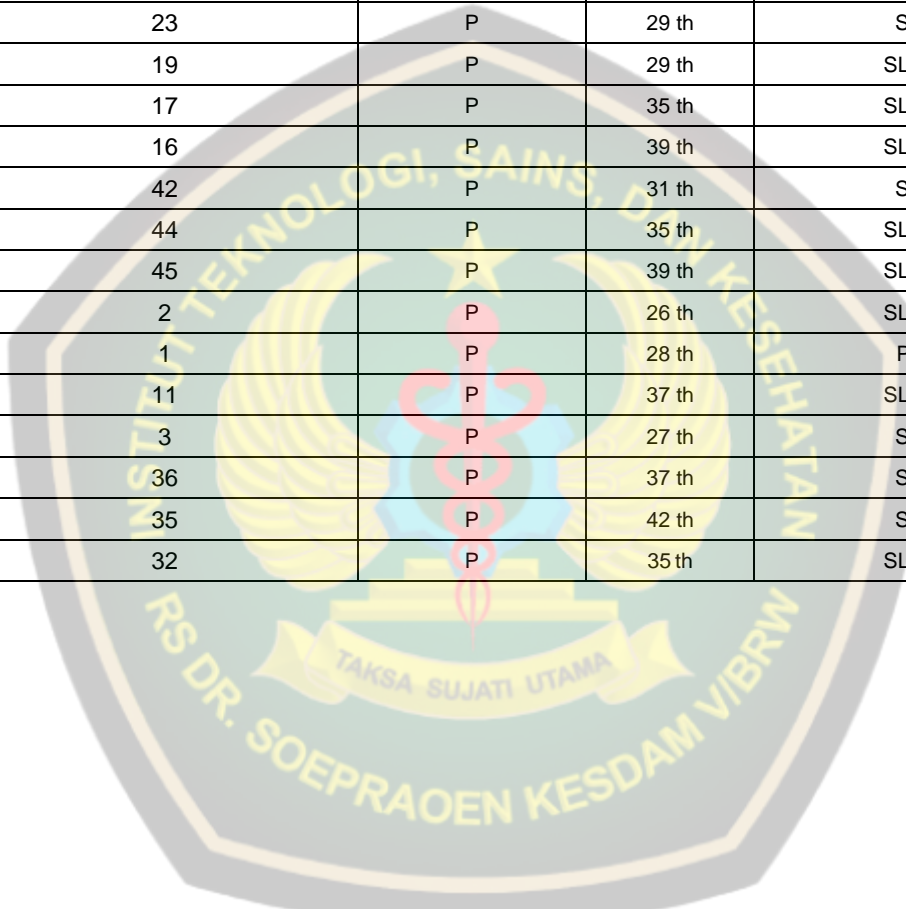 23 P 29 th S
19 P 29 th SL
17 P 35 th SL
16 P 39 th SL
42 P 31 th S
44 P 35 th SL
45 P 39 th SL
2 P 26 th SL
1 P 28 th P
11 P 37 th SL
3 P 27 th S
36 P 37 th S
35 P 42 th S
32 P 35 th SL
INSTITUT TEKNOLOGI, SAINS, DAN KESEHATAN
TAKSA SUJATI UTAMA
RS DR. SOEPRAOEN KESDAM V/BRW